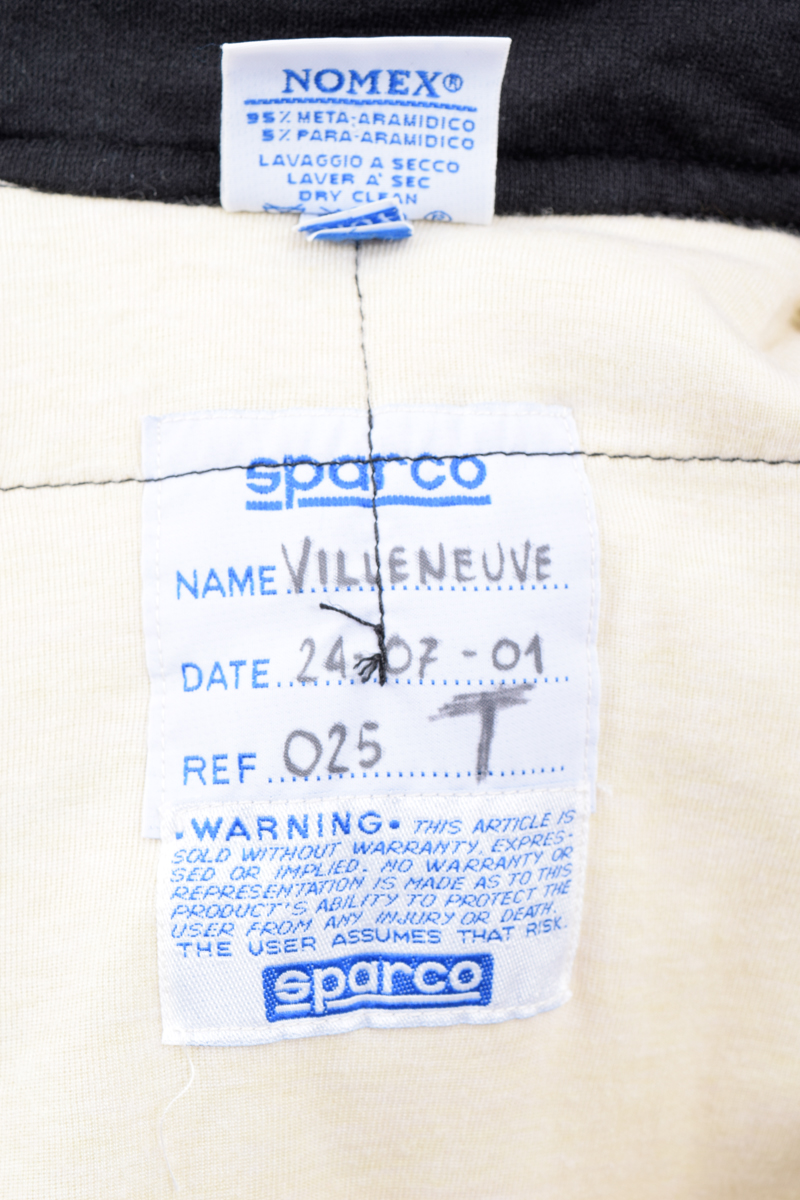 NOMEX®
95% META-ARAMIDICO
5% PARA-ARAMIDICO
LAVAGGIO A SECCO
LAVER A' SEC
DRY CLEAN
sparco
NAME VILLENEUVE
DATE 24-07-01
REF 025 T
•WARNING• THIS ARTICLE IS
SOLD WITHOUT WARRANTY, EXPRES-
SED OR IMPLIED. NO WARRANTY OR
REPRESENTATION IS MADE AS TO THIS
PRODUCT'S ABILITY TO PROTECT THE
USER FROM ANY INJURY OR DEATH.
THE USER ASSUMES THAT RISK.
sparco